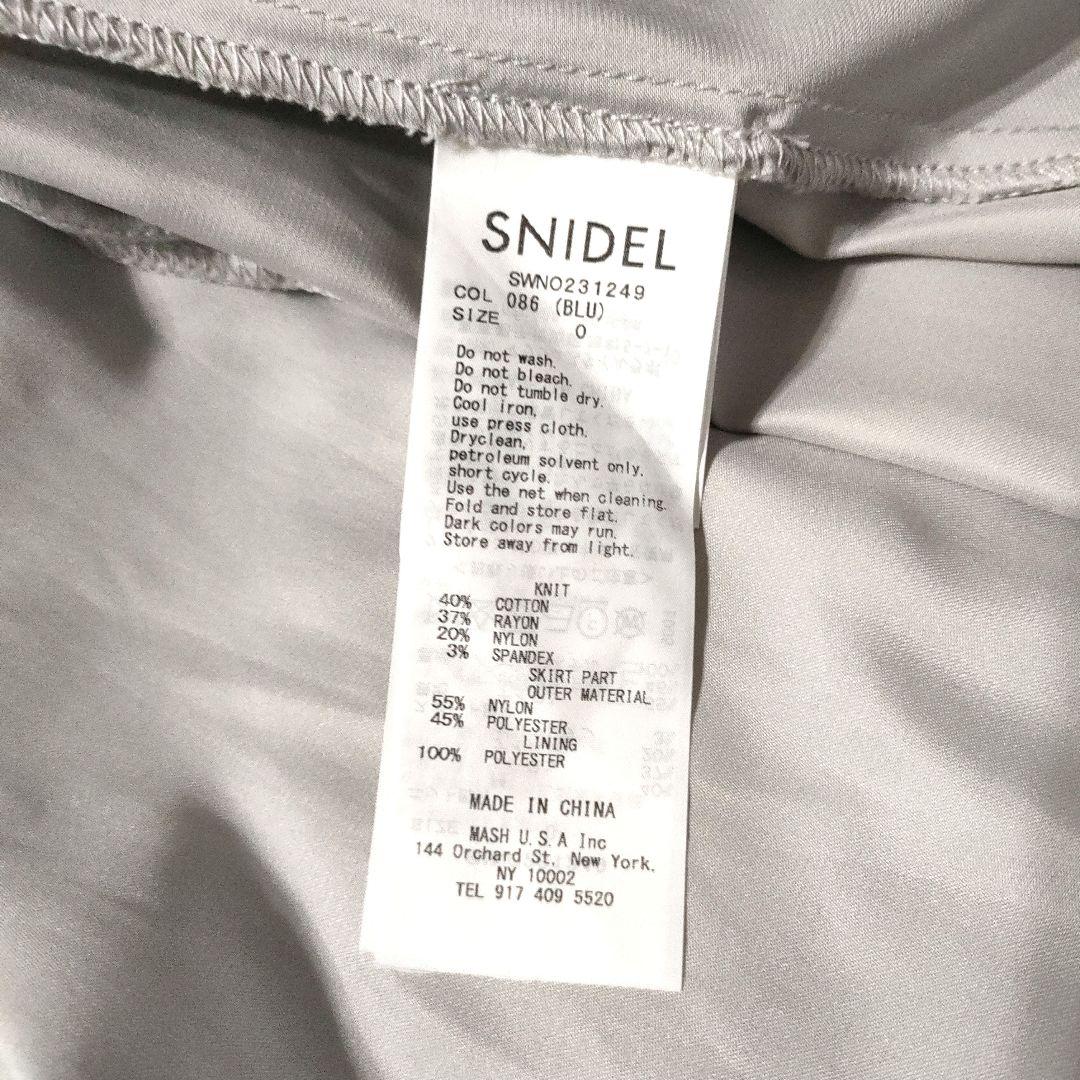 SNIDEL
SWNO231249
COL 086 (BLU)
SIZE 0
Do not wash.
Do not bleach.
Do not tumble dry.
Cool iron,
use press cloth.
Dryclean,
petroleum solvent only.
short cycle.
Use the net when cleaning.
Fold and store flat.
Dark colors may run.
Store away from light.
KNIT
40% COTTON
37% RAYON
20% NYLON
3% SPANDEX
SKIRT PART
OUTER MATERIAL
55% NYLON
45% POLYESTER
LINING
100% POLYESTER
MADE IN CHINA
MASH U.S.A Inc
144 Orchard St, New York,
NY 10002
TEL 917 409 5520